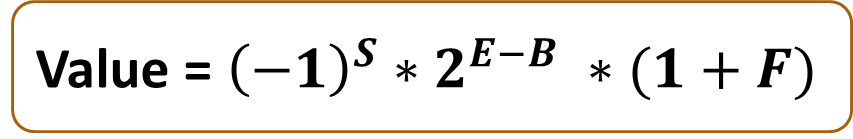 Value = (−1)^S * 2^{E−B} * (1 + F)